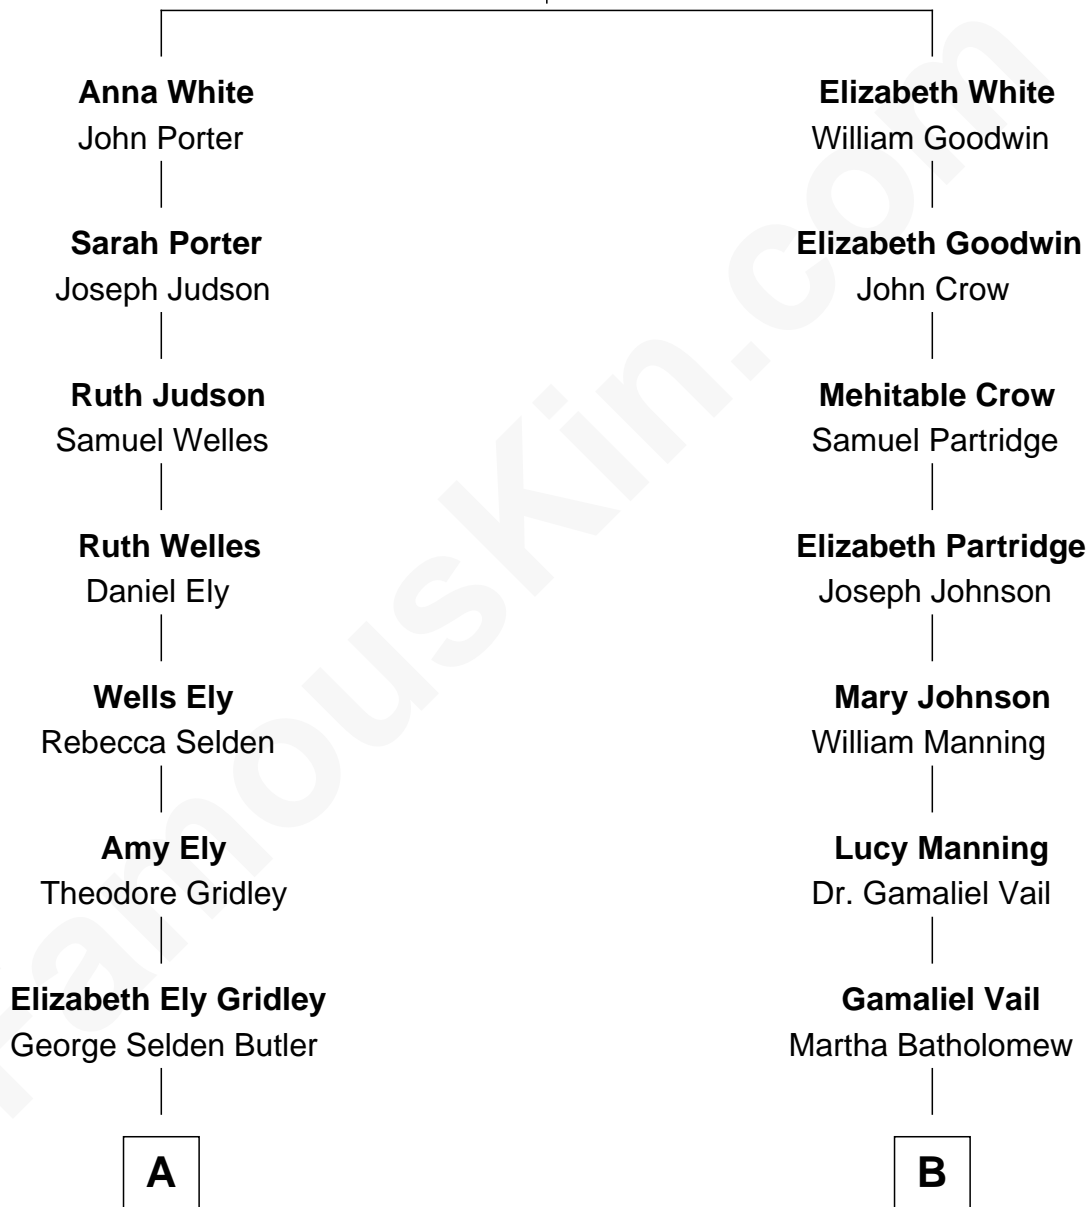 Anna White
John Porter
Sarah Porter
Joseph Judson
Ruth Judson
Samuel Welles
Ruth Welles
Daniel Ely
Wells Ely
Rebecca Selden
Amy Ely
Theodore Gridley
Elizabeth Ely Gridley
George Selden Butler
A
Elizabeth White
William Goodwin
Elizabeth Goodwin
John Crow
Mehitable Crow
Samuel Partridge
Elizabeth Partridge
Joseph Johnson
Mary Johnson
William Manning
Lucy Manning
Dr. Gamaliel Vail
Gamaliel Vail
Martha Batholomew
B
FamousKin.com